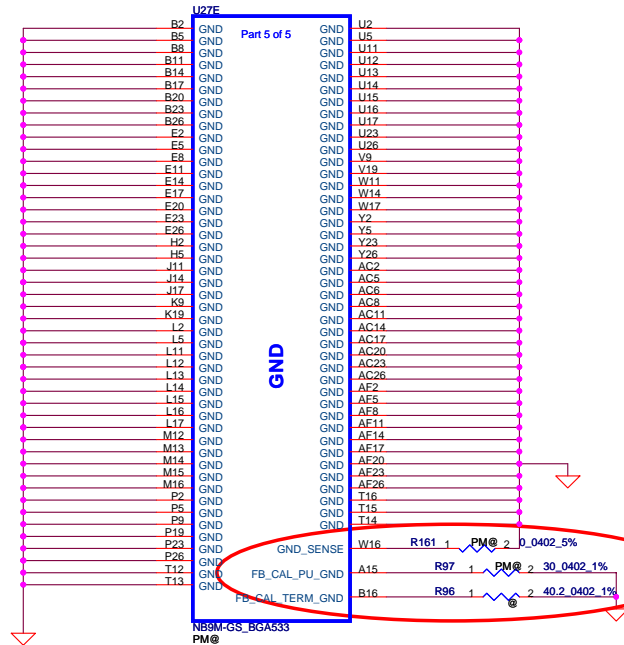 U27E
Part 5 of 5
B2 GND GND U2
B5 GND GND U5
B8 GND GND U11
B11 GND GND U12
B14 GND GND U13
B17 GND GND U14
B20 GND GND U15
B23 GND GND U16
B26 GND GND U17
E2 GND GND U23
E5 GND GND U26
E8 GND GND V9
E11 GND GND V19
E14 GND GND W11
E17 GND GND W14
E20 GND GND W17
E23 GND GND Y2
E26 GND GND Y5
H2 GND GND Y23
H5 GND GND Y26
J11 GND GND AC2
J14 GND GND AC5
J17 GND GND AC6
K9 GND GND AC8
K19 GND GND AC11
L2 GND GND AC14
L5 GND GND AC17
L11 GND GND AC20
L12 GND GND AC23
L13 GND GND AC26
L14 GND GND AF2
L15 GND GND AF5
L16 GND GND AF8
L17 GND GND AF11
M12 GND GND AF14
M13 GND GND AF17
M14 GND GND AF20
M15 GND GND AF23
M16 GND GND AF26
P2 GND GND T16
P5 GND GND T15
P9 GND GND T14
P19 GND
P23 GND GND_SENSE W16 R161 1 PM@ 2 0_0402_5%
P26 GND
T12 GND FB_CAL_PU_GND A15 R97 1 PM@ 2 30_0402_1%
T13 GND
FB_CAL_TERM_GND B16 R96 1 @ 2 40.2_0402_1%
GND
NB9M-GS_BGA533
PM@